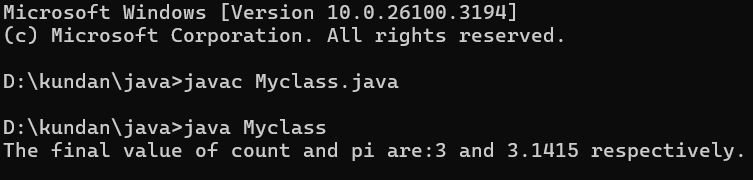 Microsoft Windows [Version 10.0.26100.3194]
(c) Microsoft Corporation. All rights reserved.
D:\kundan\java>javac Myclass.java
D:\kundan\java>java Myclass
The final value of count and pi are:3 and 3.1415 respectively.